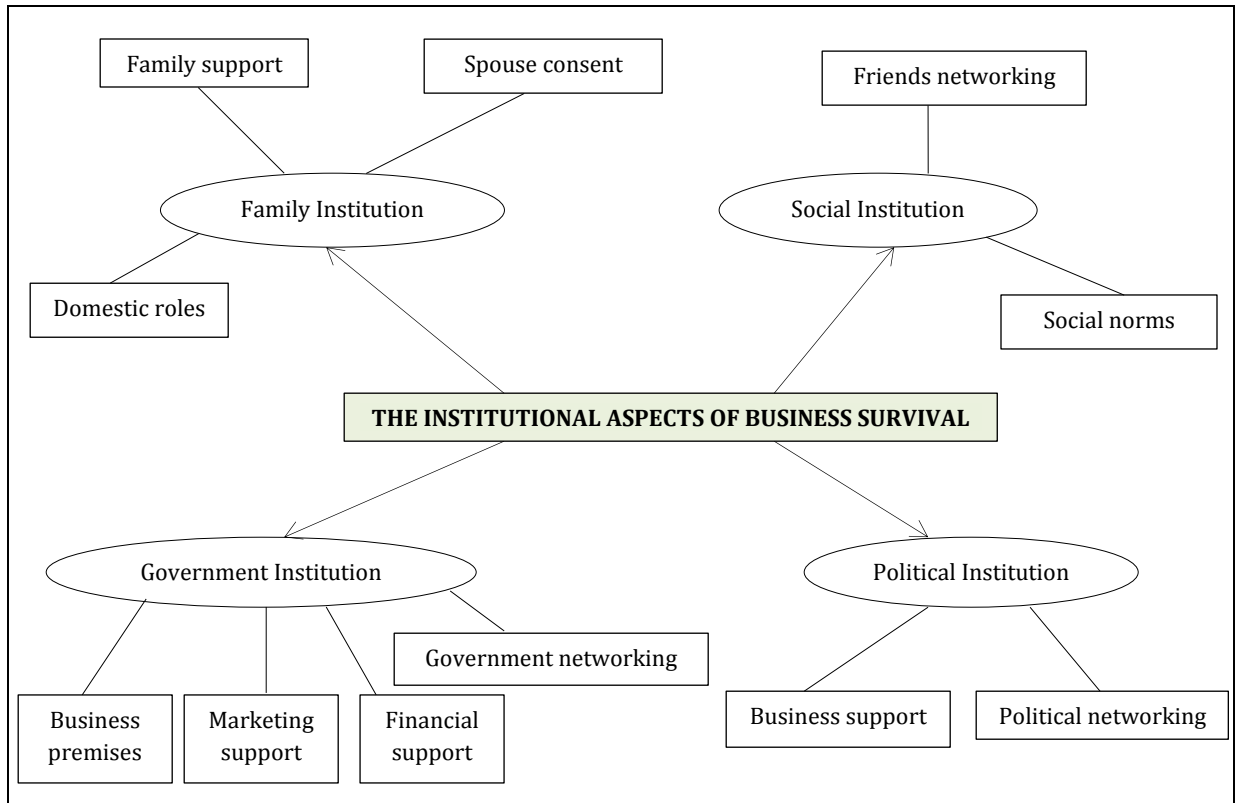 Family support
Spouse consent
Friends networking
Family Institution
Social Institution
Domestic roles
Social norms
THE INSTITUTIONAL ASPECTS OF BUSINESS SURVIVAL
Government Institution
Political Institution
Government networking
Business
premises
Marketing
support
Financial
support
Business support
Political networking